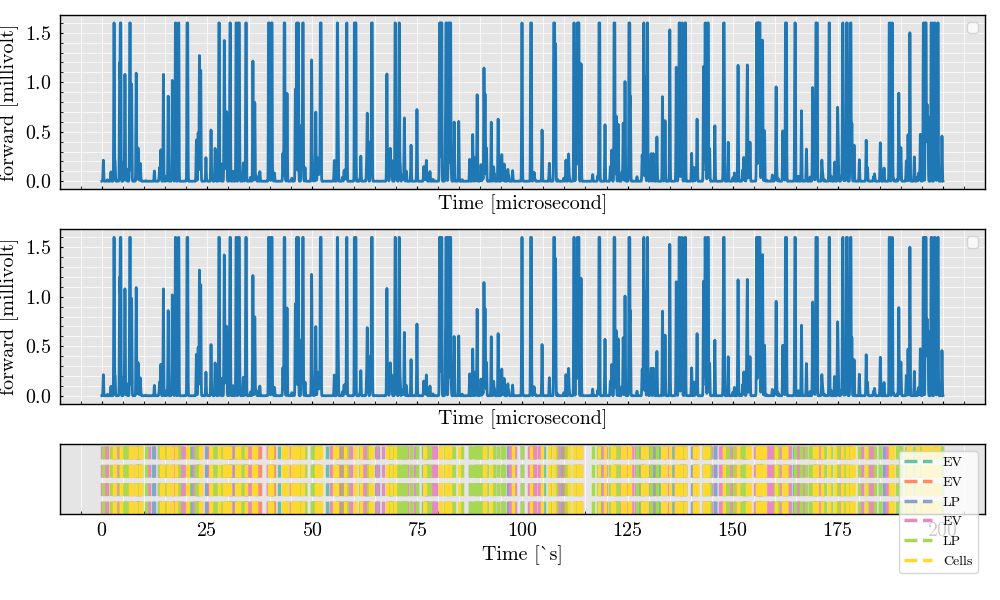 forward [millivolt]
1.5
1.0
0.5
0.0
Time [microsecond]
forward [millivolt]
1.5
1.0
0.5
0.0
Time [microsecond]
0 25 50 75 100 125 150 175 200
Time [`s]
EV
EV
LP
EV
LP
Cells